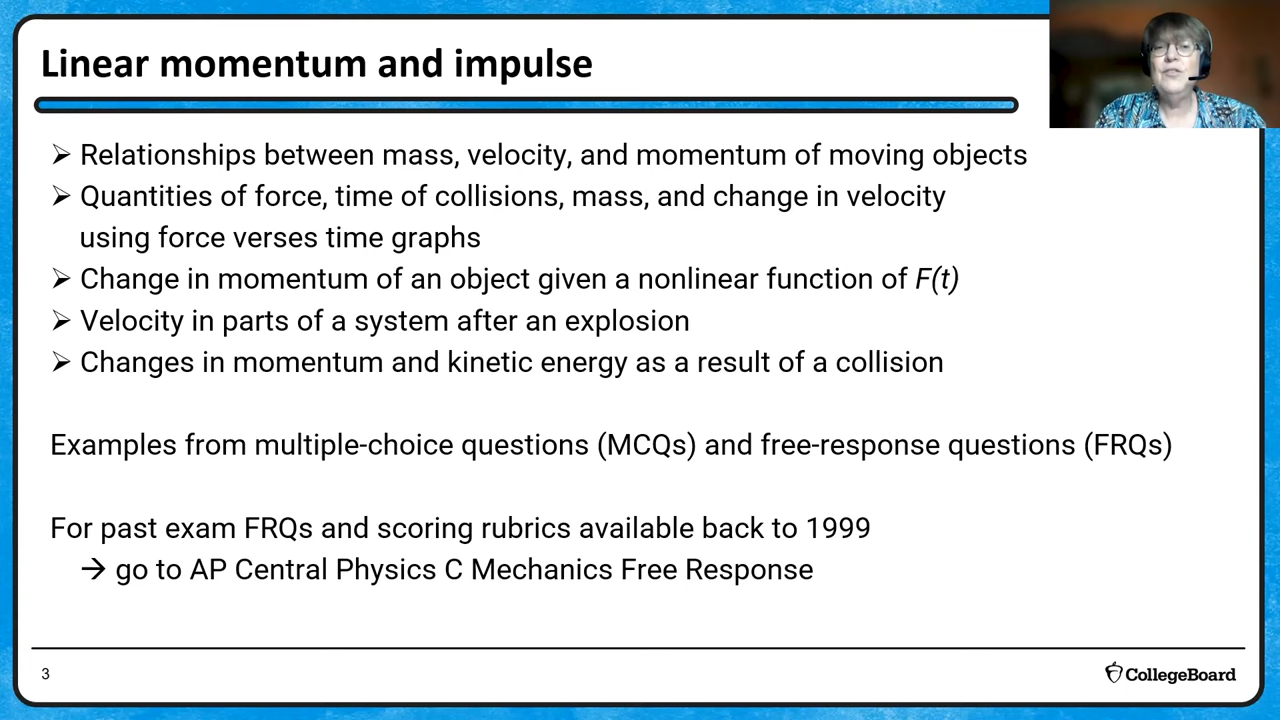 Linear momentum and impulse
➢ Relationships between mass, velocity, and momentum of moving objects
➢ Quantities of force, time of collisions, mass, and change in velocity
using force verses time graphs
➢ Change in momentum of an object given a nonlinear function of F(t)
➢ Velocity in parts of a system after an explosion
➢ Changes in momentum and kinetic energy as a result of a collision
Examples from multiple-choice questions (MCQs) and free-response questions (FRQs)
For past exam FRQs and scoring rubrics available back to 1999
→ go to AP Central Physics C Mechanics Free Response
3
CollegeBoard